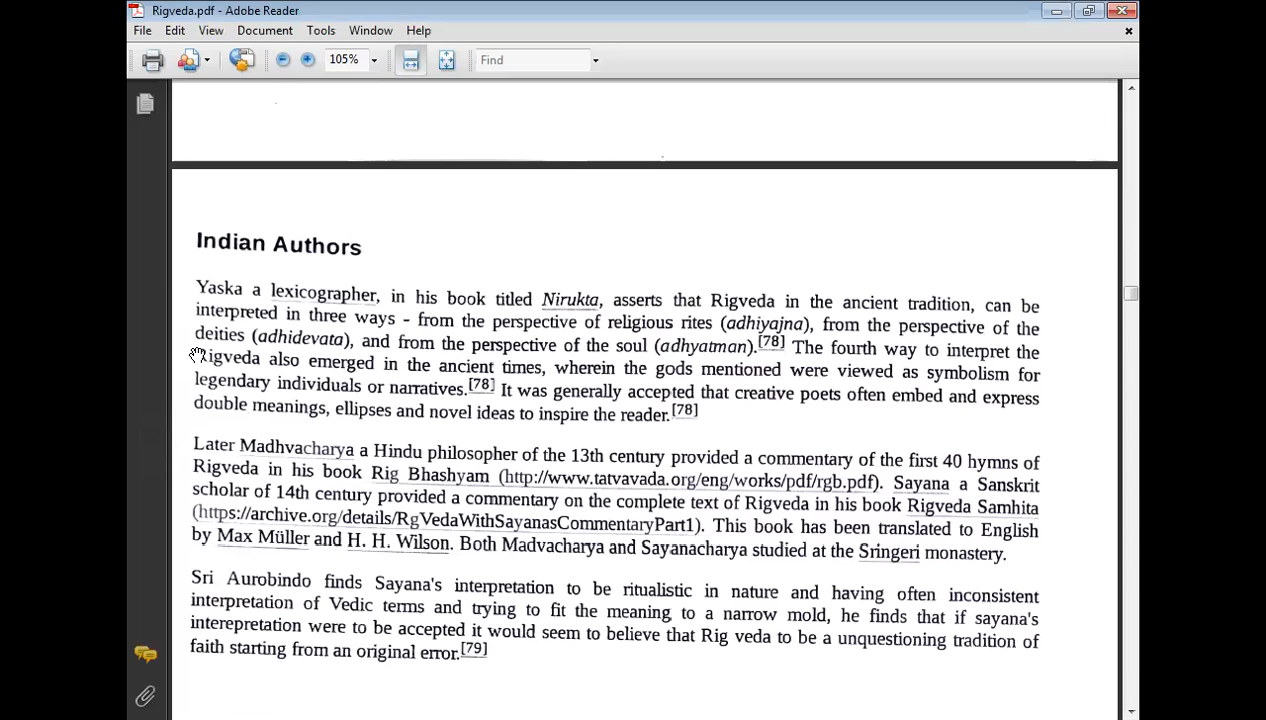 Rigveda.pdf - Adobe Reader
File Edit View Document Tools Window Help
105% Find
Indian Authors
Yaska a lexicographer, in his book titled Nirukta, asserts that Rigveda in the ancient tradition, can be
interpreted in three ways - from the perspective of religious rites (adhiyajna), from the perspective of the
deities (adhidevata), and from the perspective of the soul (adhyatman).[78] The fourth way to interpret the
Rigveda also emerged in the ancient times, wherein the gods mentioned were viewed as symbolism for
legendary individuals or narratives.[78] It was generally accepted that creative poets often embed and express
double meanings, ellipses and novel ideas to inspire the reader.[78]
Later Madhvacharya a Hindu philosopher of the 13th century provided a commentary of the first 40 hymns of
Rigveda in his book Rig Bhashyam (http://www.tatvavada.org/eng/works/pdf/rgb.pdf). Sayana a Sanskrit
scholar of 14th century provided a commentary on the complete text of Rigveda in his book Rigveda Samhita
(https://archive.org/details/RgVedaWithSayanasCommentaryPart1). This book has been translated to English
by Max Müller and H. H. Wilson. Both Madvacharya and Sayanacharya studied at the Sringeri monastery.
Sri Aurobindo finds Sayana's interpretation to be ritualistic in nature and having often inconsistent
interpretation of Vedic terms and trying to fit the meaning to a narrow mold, he finds that if sayana's
interepretation were to be accepted it would seem to believe that Rig veda to be a unquestioning tradition of
faith starting from an original error.[79]